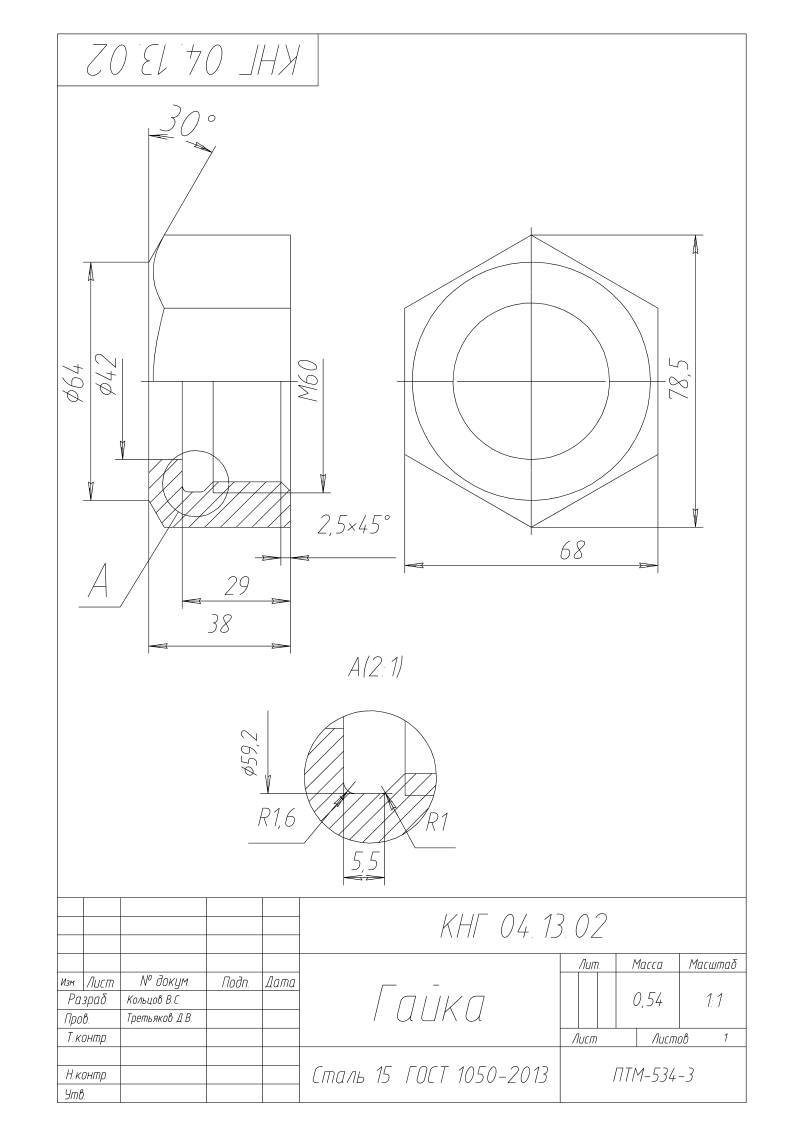 КНГ 04.13.02
30°
⌀64
⌀42
М60
78,5
2,5×45°
68
А
29
38
А(2:1)
⌀59,2
R1,6
R1
5,5
КНГ 04.13.02
Лит. Масса Масштаб
Изм Лист № докум. Подп. Дата
Разраб Кольцов В.С
Гайка
0,54 1:1
Пров. Третьяков Д.В.
Т.контр.
Лист Листов 1
Н.контр.
Сталь 15 ГОСТ 1050-2013
ПТМ-534-3
Утв.